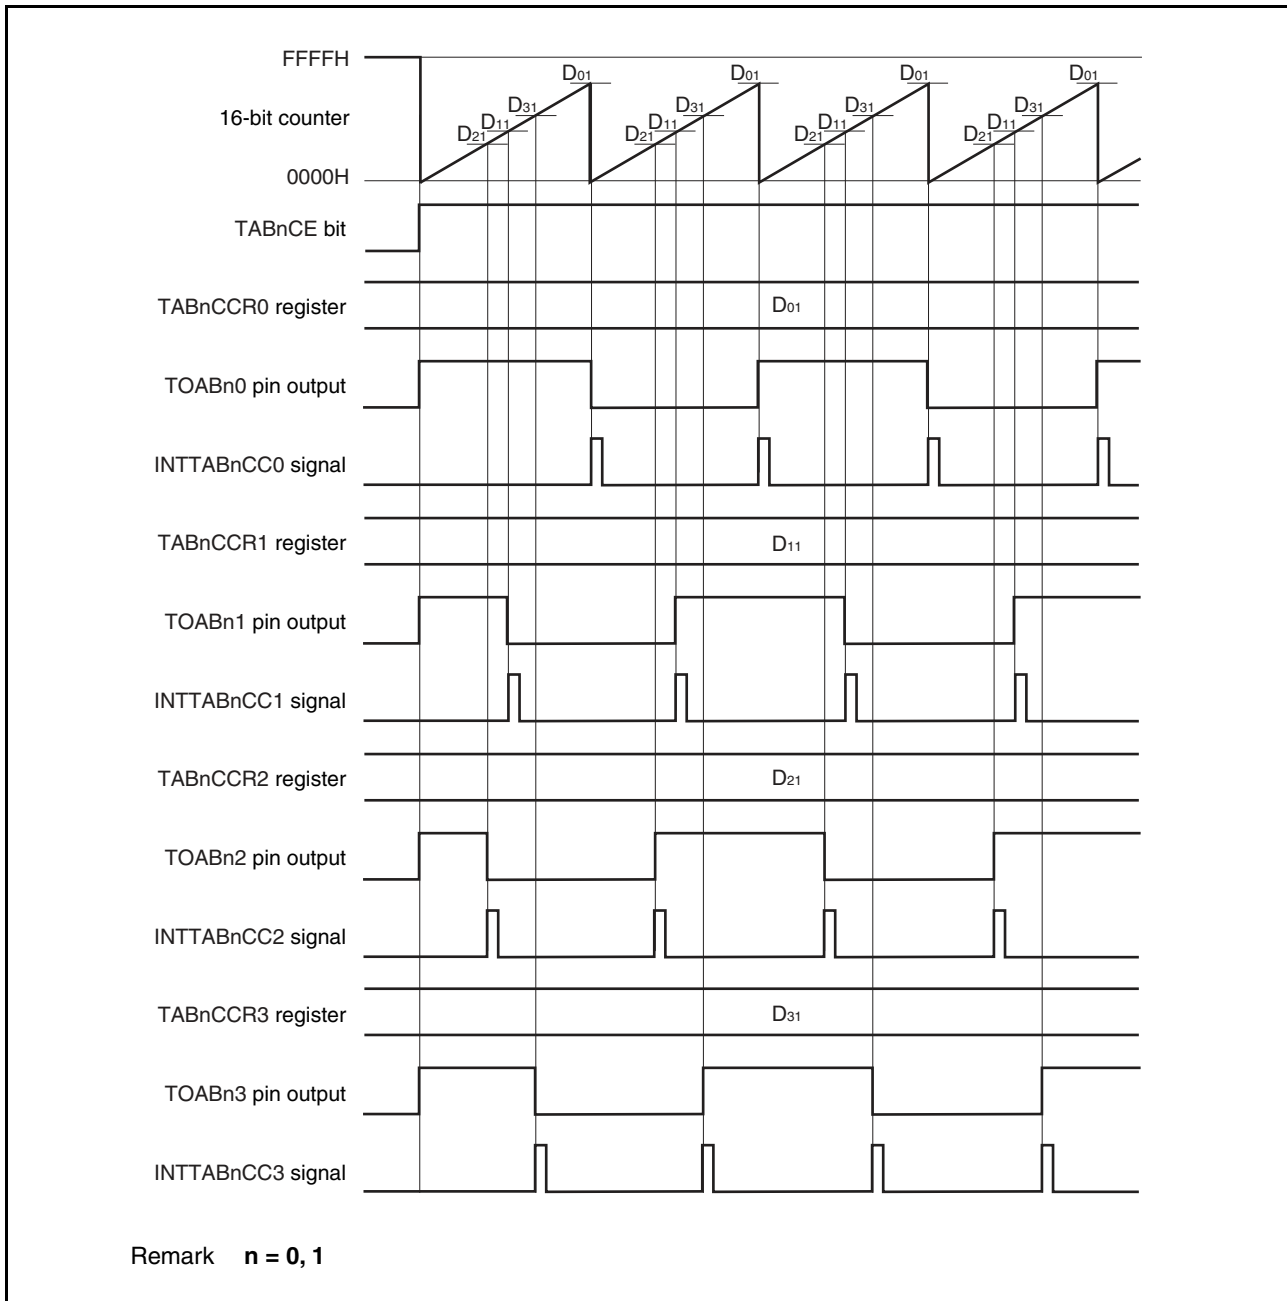 FFFFH
D01 D01 D01 D01
16-bit counter
D31 D31 D31 D31
D11 D11 D11 D11
D21 D21 D21 D21
0000H
TABnCE bit
TABnCCR0 register D01
TOABn0 pin output
INTTABnCC0 signal
TABnCCR1 register D11
TOABn1 pin output
INTTABnCC1 signal
TABnCCR2 register D21
TOABn2 pin output
INTTABnCC2 signal
TABnCCR3 register D31
TOABn3 pin output
INTTABnCC3 signal
Remark n = 0, 1